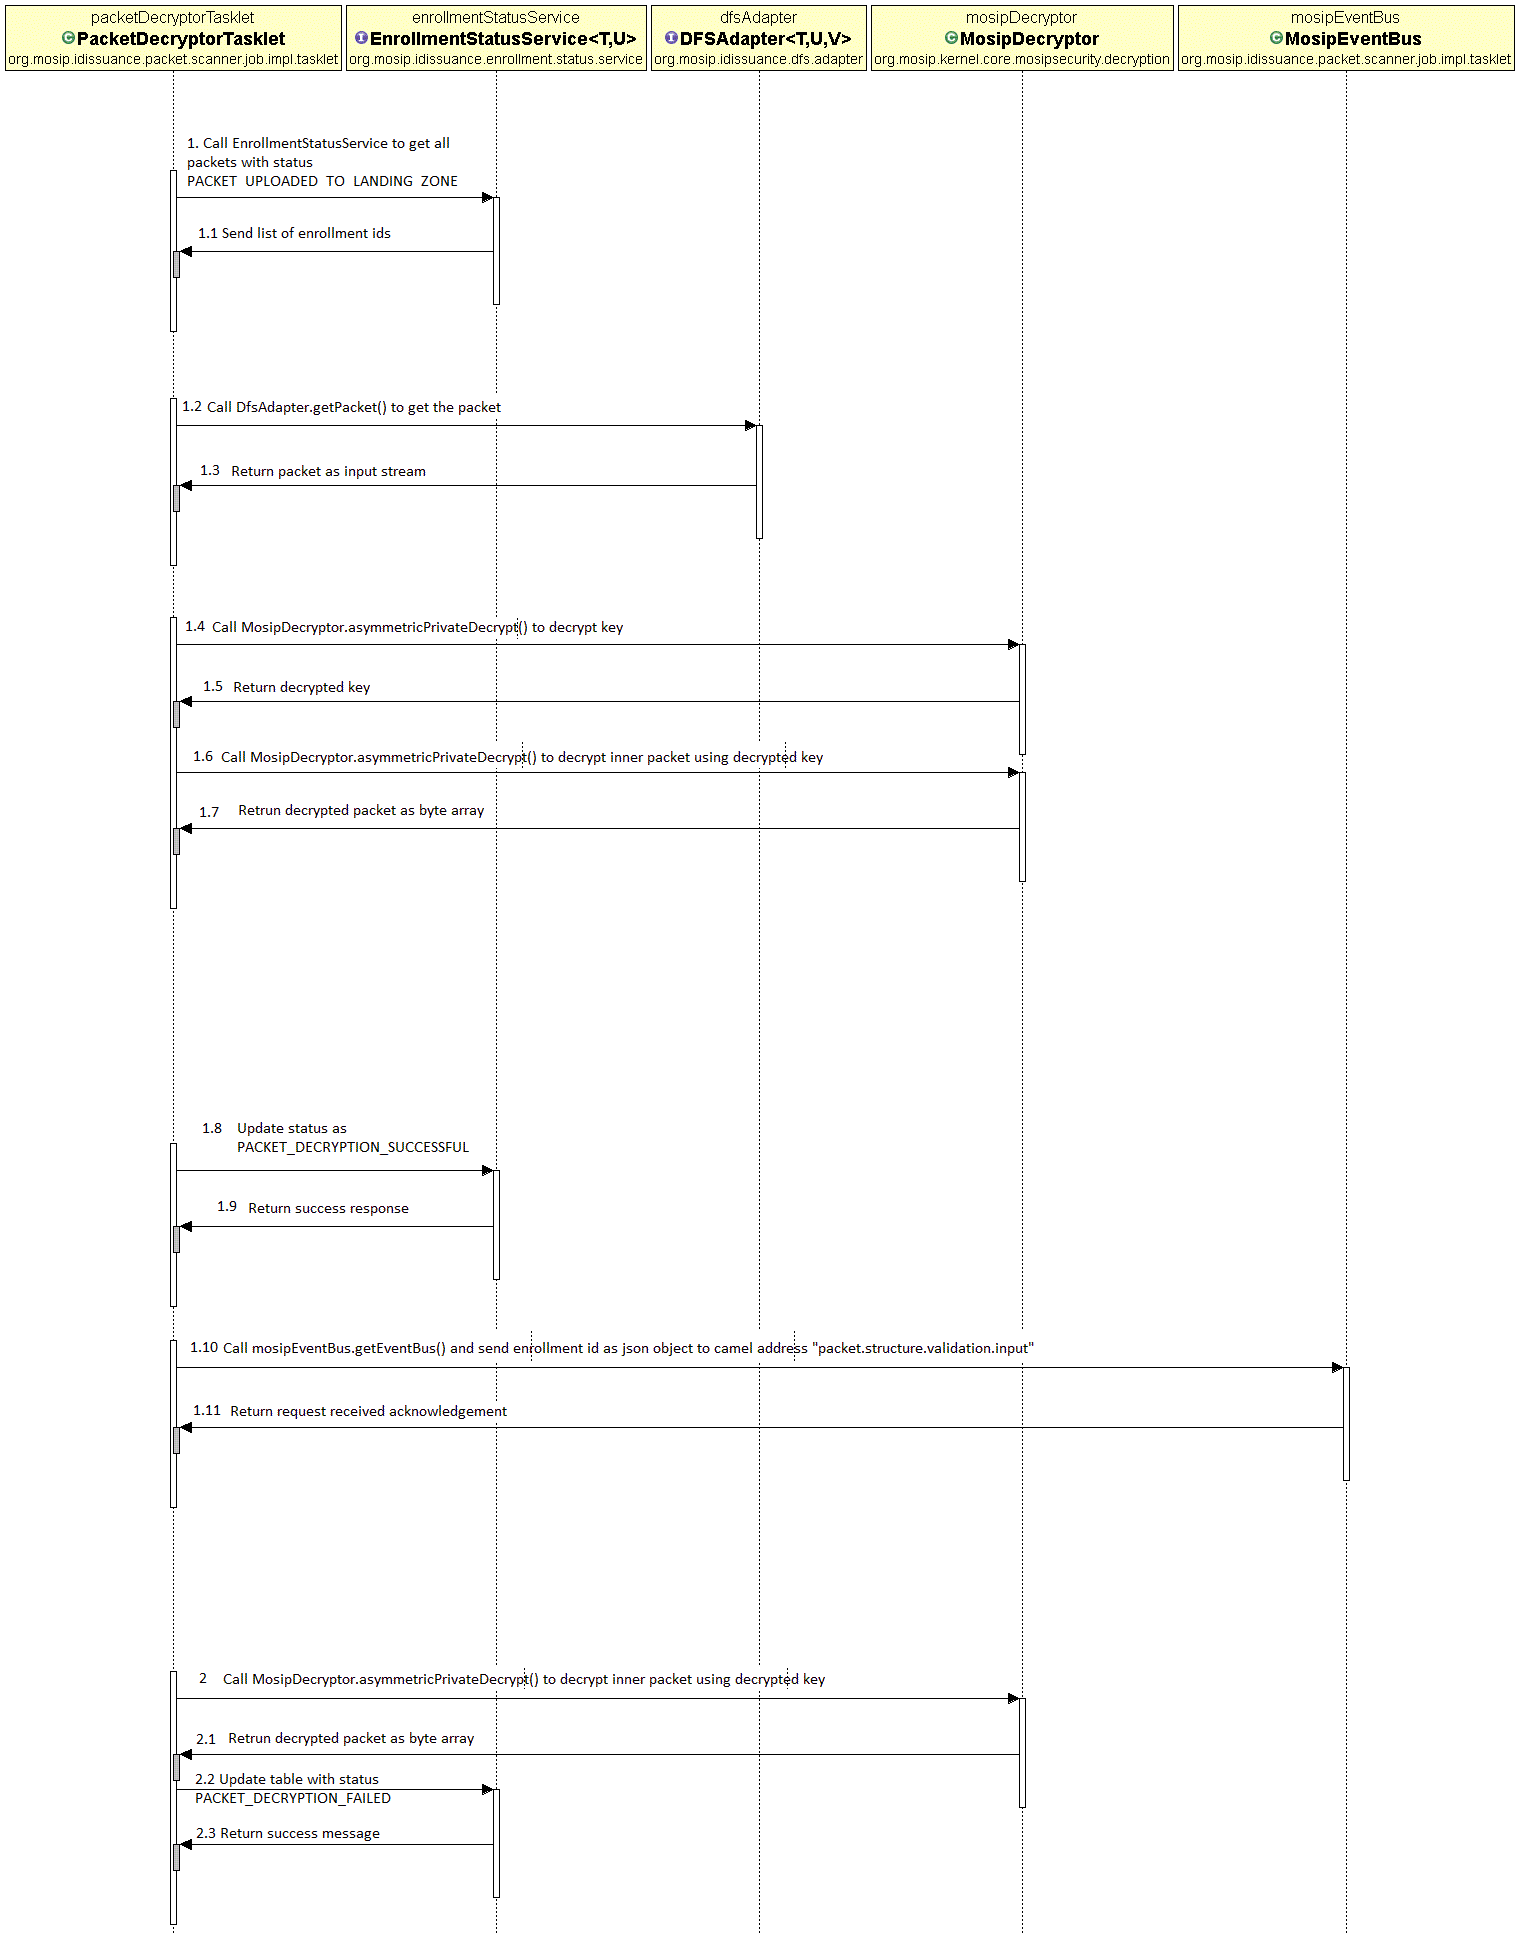 packetDecryptorTasklet
PacketDecryptorTasklet
org.mosip.idissuance.packet.scanner.job.impl.tasklet
enrollmentStatusService
EnrollmentStatusService<T,U>
org.mosip.idissuance.enrollment.status.service
dfsAdapter
DFSAdapter<T,U,V>
org.mosip.idissuance.dfs.adapter
mosipDecryptor
MosipDecryptor
org.mosip.kernel.core.mosipsecurity.decryption
mosipEventBus
MosipEventBus
org.mosip.idissuance.packet.scanner.job.impl.tasklet
1. Call EnrollmentStatusService to get all
packets with status
PACKET_UPLOADED_TO_LANDING_ZONE
1.1 Send list of enrollment ids
1.2 Call DfsAdapter.getPacket() to get the packet
1.3 Return packet as input stream
1.4 Call MosipDecryptor.asymmetricPrivateDecrypt() to decrypt key
1.5 Return decrypted key
1.6 Call MosipDecryptor.asymmetricPrivateDecrypt() to decrypt inner packet using decrypted key
1.7 Retrun decrypted packet as byte array
1.8 Update status as
PACKET_DECRYPTION_SUCCESSFUL
1.9 Return success response
1.10 Call mosipEventBus.getEventBus() and send enrollment id as json object to camel address "packet.structure.validation.input"
1.11 Return request received acknowledgement
2 Call MosipDecryptor.asymmetricPrivateDecrypt() to decrypt inner packet using decrypted key
2.1 Retrun decrypted packet as byte array
2.2 Update table with status
PACKET_DECRYPTION_FAILED
2.3 Return success message